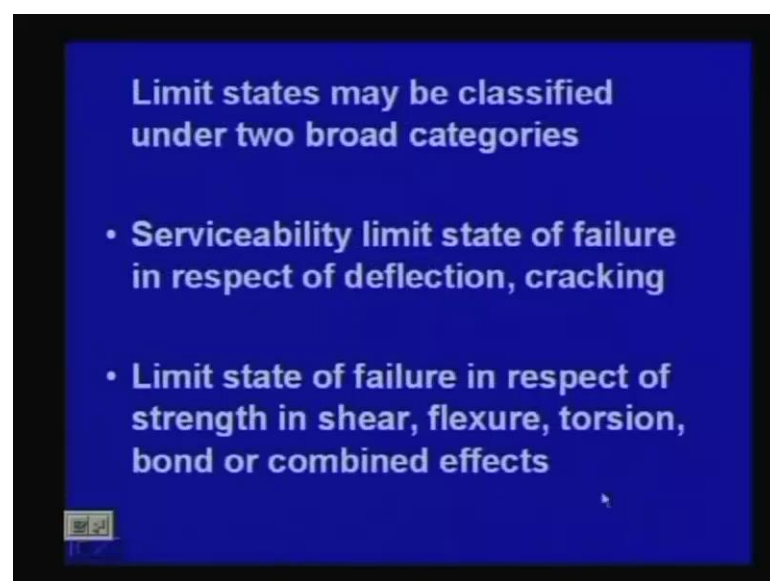 Limit states may be classified
under two broad categories
• Serviceability limit state of failure
in respect of deflection, cracking
• Limit state of failure in respect of
strength in shear, flexure, torsion,
bond or combined effects